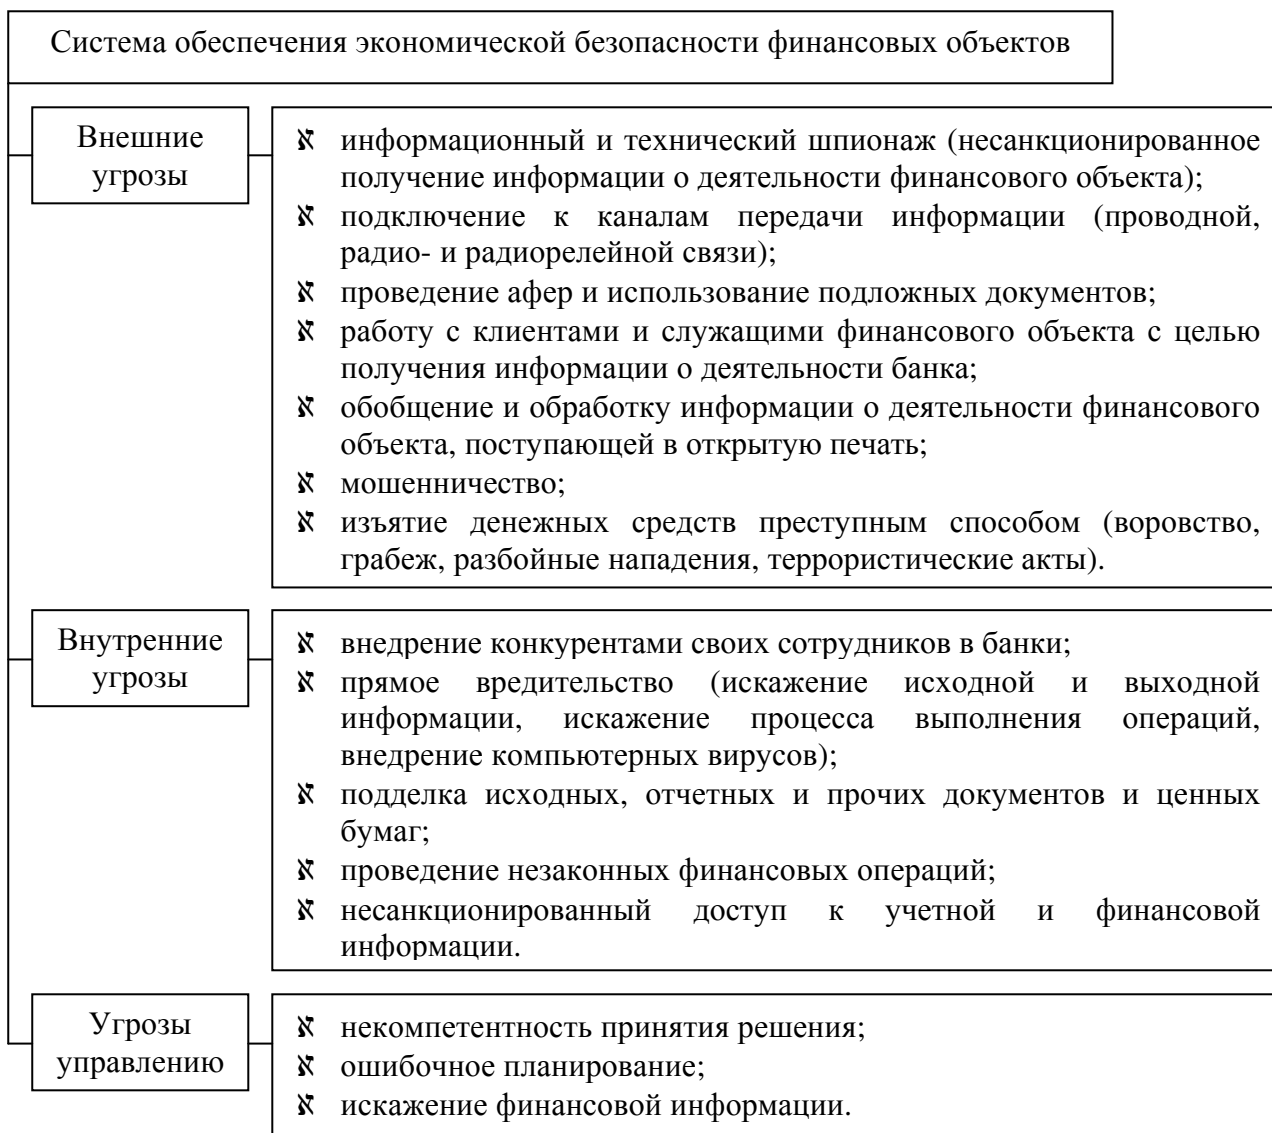 Система обеспечения экономической безопасности финансовых объектов
Внешние
угрозы
א информационный и технический шпионаж (несанкционированное
получение информации о деятельности финансового объекта);
א подключение к каналам передачи информации (проводной,
радио- и радиорелейной связи);
א проведение афер и использование подложных документов;
א работу с клиентами и служащими финансового объекта с целью
получения информации о деятельности банка;
א обобщение и обработку информации о деятельности финансового
объекта, поступающей в открытую печать;
א мошенничество;
א изъятие денежных средств преступным способом (воровство,
грабеж, разбойные нападения, террористические акты).
Внутренние
угрозы
א внедрение конкурентами своих сотрудников в банки;
א прямое вредительство (искажение исходной и выходной
информации, искажение процесса выполнения операций,
внедрение компьютерных вирусов);
א подделка исходных, отчетных и прочих документов и ценных
бумаг;
א проведение незаконных финансовых операций;
א несанкционированный доступ к учетной и финансовой
информации.
Угрозы
управлению
א некомпетентность принятия решения;
א ошибочное планирование;
א искажение финансовой информации.